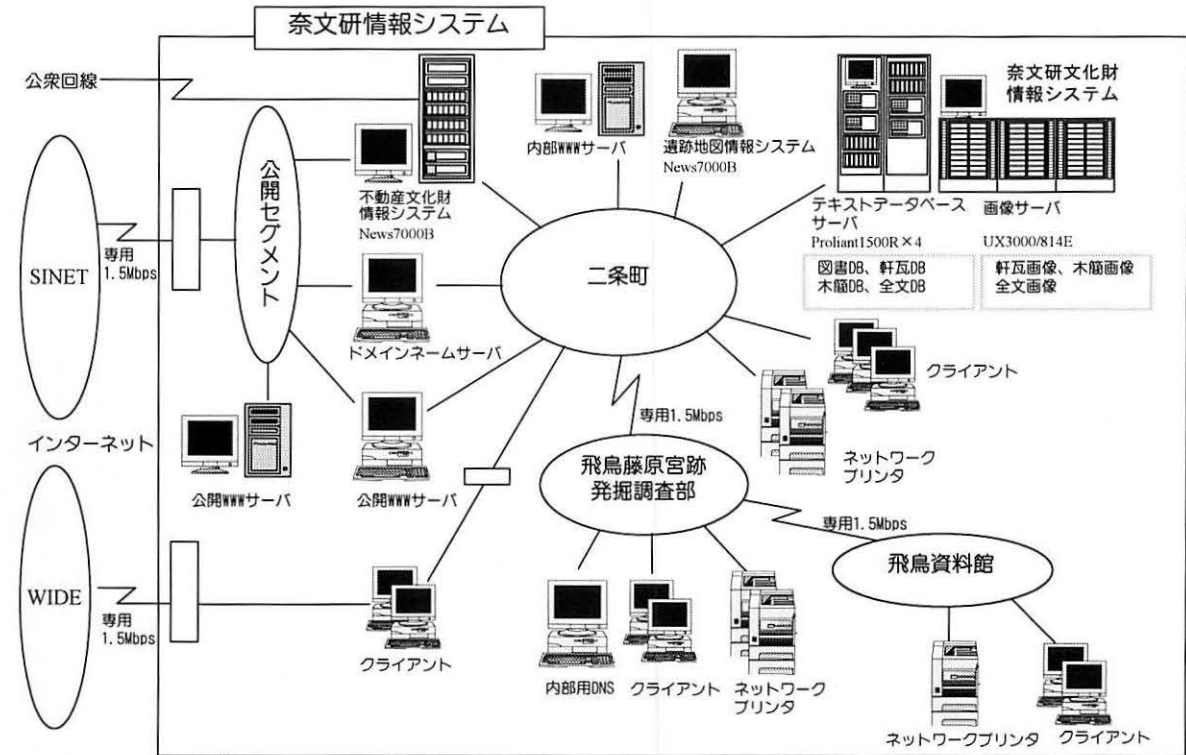 奈文研情報システム
公衆回線
公開セグメント
SINET
専用
1.5Mbps
インターネット
WIDE
専用
1.5Mbps
不動産文化財
情報システム
News7000B
内部WWWサーバ
遺跡地図情報システム
News7000B
奈文研文化財
情報システム
テキストデータベース
サーバ
Proliant1500R×4
画像サーバ
UX3000/814E
図書DB、軒瓦DB
木簡DB、全文DB
軒瓦画像、木簡画像
全文画像
二条町
ドメインネームサーバ
公開WWWサーバ
公開WWWサーバ
クライアント
ネットワーク
プリンタ
専用1.5Mbps
飛鳥藤原宮跡
発掘調査部
専用1.5Mbps
飛鳥資料館
クライアント
内部用DNS
クライアント
ネットワーク
プリンタ
ネットワークプリンタ
クライアント